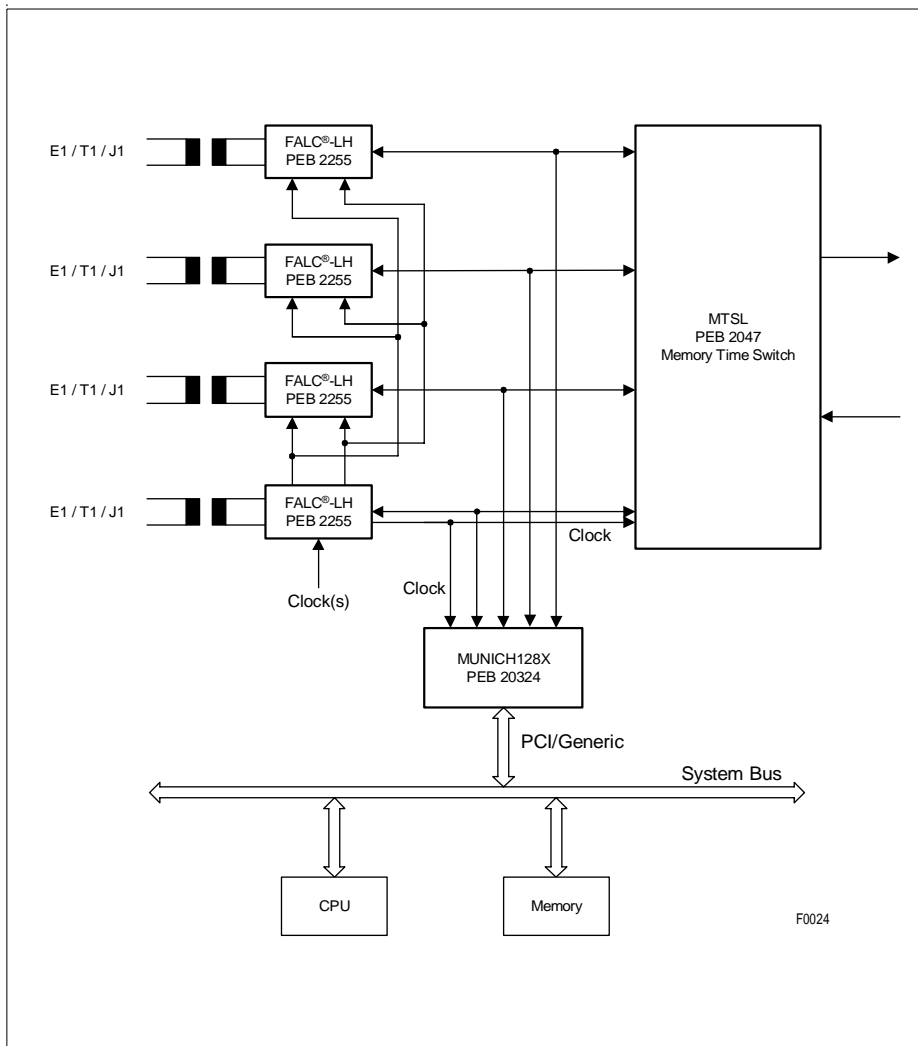 E1 / T1 / J1
FALC®-LH
PEB 2255
E1 / T1 / J1
FALC®-LH
PEB 2255
MTSL
PEB 2047
Memory Time Switch
E1 / T1 / J1
FALC®-LH
PEB 2255
E1 / T1 / J1
FALC®-LH
PEB 2255
Clock
Clock(s)
Clock
MUNICH128X
PEB 20324
PCI/Generic
System Bus
CPU
Memory
F0024